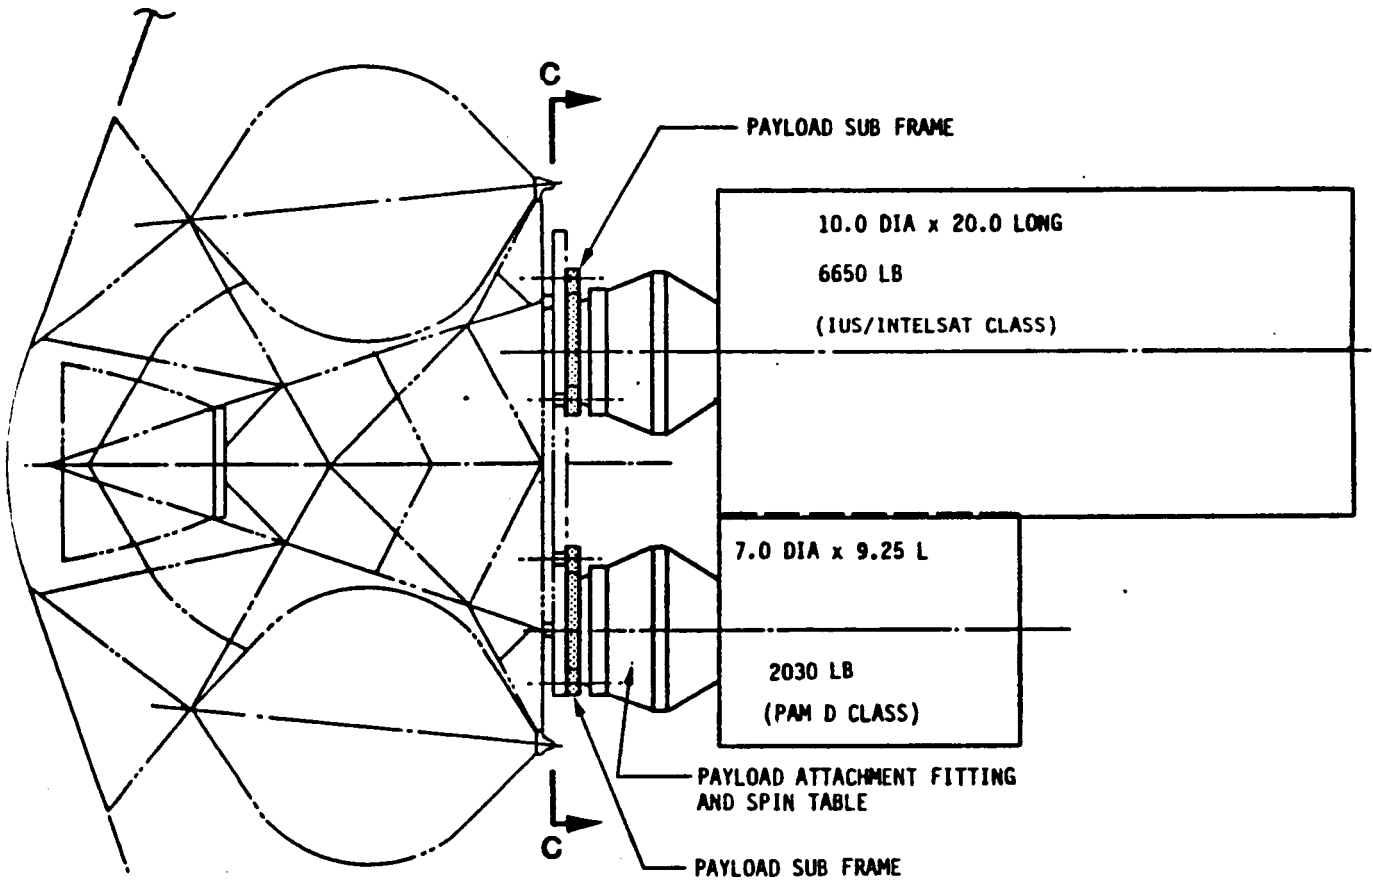 C
PAYLOAD SUB FRAME
10.0 DIA x 20.0 LONG
6650 LB
(IUS/INTELSAT CLASS)
7.0 DIA x 9.25 L
2030 LB
(PAM D CLASS)
PAYLOAD ATTACHMENT FITTING
AND SPIN TABLE
C
PAYLOAD SUB FRAME